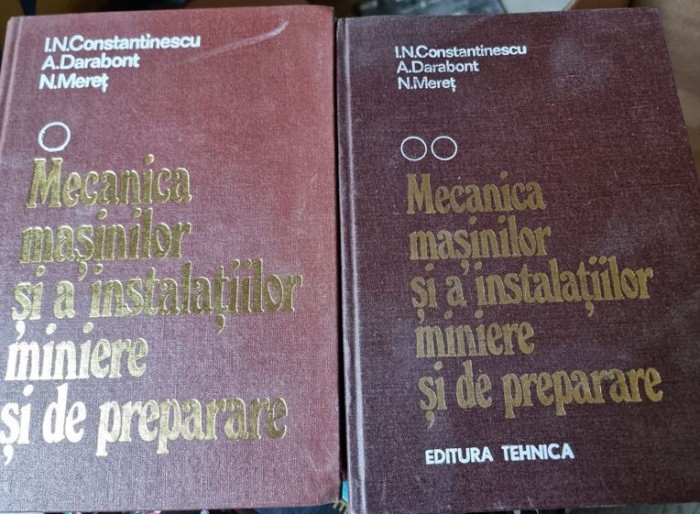 I.N.Constantinescu
A.Darabont
N.Mereț
Mecanica
mașinilor
și a instalațiilor
miniere
și de preparare
I.N.Constantinescu
A.Darabont
N.Mereț
Mecanica
mașinilor
și a instalațiilor
miniere
și de preparare
EDITURA TEHNICA